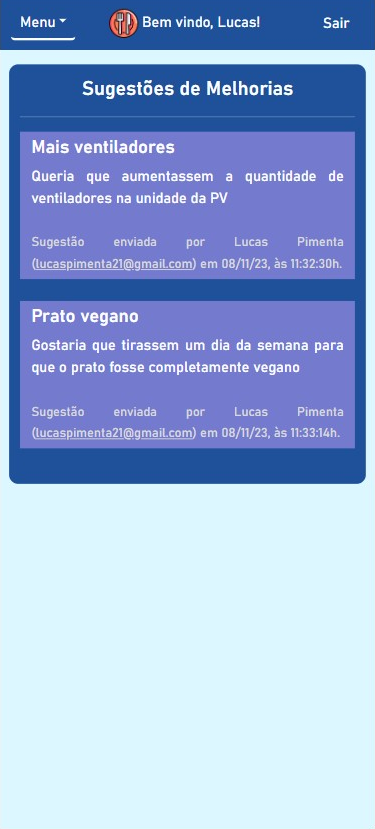 Menu
Bem vindo, Lucas!
Sair
Sugestões de Melhorias
Mais ventiladores
Queria que aumentassem a quantidade de
ventiladores na unidade da PV
Sugestão enviada por Lucas Pimenta
(lucaspimenta21@gmail.com) em 08/11/23, às 11:32:30h.
Prato vegano
Gostaria que tirassem um dia da semana para
que o prato fosse completamente vegano
Sugestão enviada por Lucas Pimenta
(lucaspimenta21@gmail.com) em 08/11/23, às 11:33:14h.